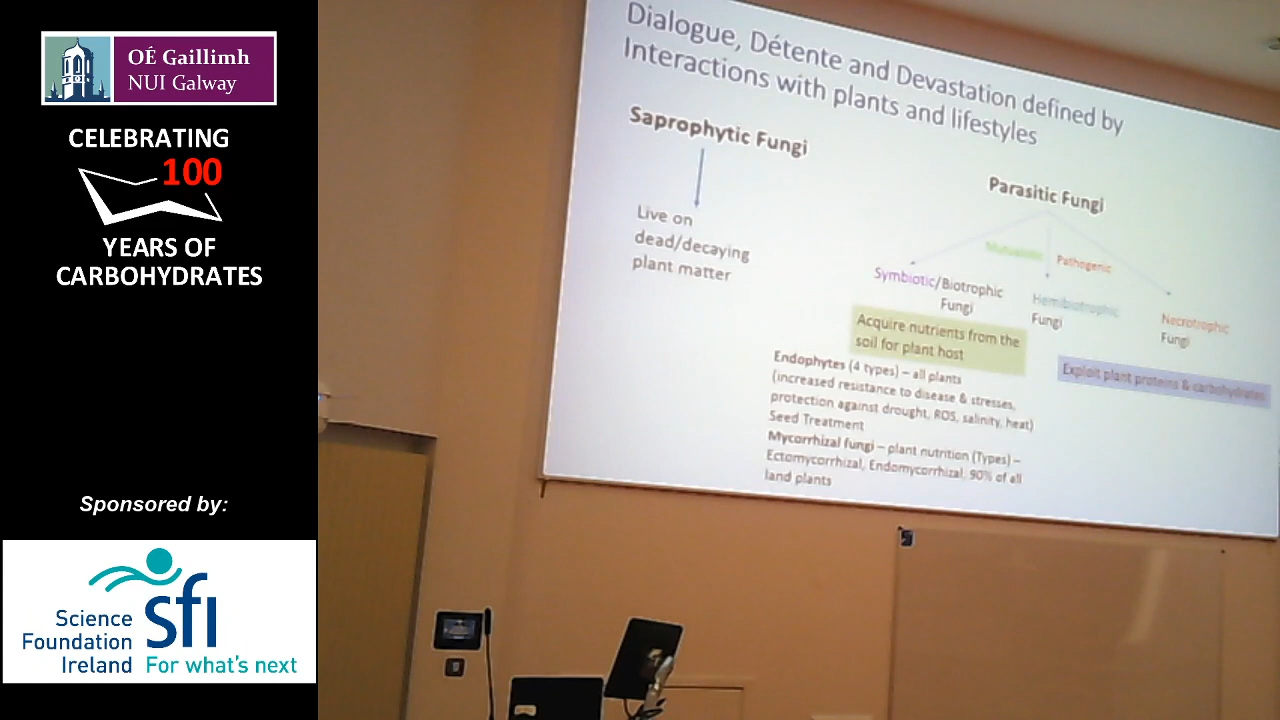 OÉ Gaillimh
NUI Galway
CELEBRATING
100
YEARS OF
CARBOHYDRATES
Sponsored by:
Science
Foundation
Ireland
sfi
For what's next
Dialogue, Détente and Devastation defined by
Interactions with plants and lifestyles
Saprophytic Fungi
Live on
dead/decaying
plant matter
Parasitic Fungi
Mutualistic
Pathogenic
Symbiotic/Biotrophic
Fungi
Hemibiotrophic
Fungi
Necrotrophic
Fungi
Acquire nutrients from the
soil for plant host
Exploit plant proteins & carbohydrates
Endophytes (4 types) – all plants
(increased resistance to disease & stresses,
protection against drought, ROS, salinity, heat)
Seed Treatment
Mycorrhizal fungi – plant nutrition (Types) –
Ectomycorrhizal, Endomycorrhizal, 90% of all
land plants